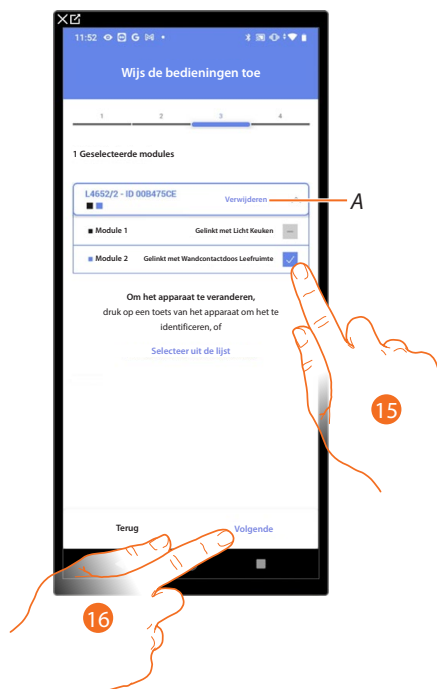 11:52
Wijs de bedieningen toe
1 2 3 4
1 Geselecteerde modules
L4652/2 - ID 00B475CE
Verwijderen
A
Module 1 Gelinkt met Licht Keuken
Module 2 Gelinkt met Wandcontactdoos Leefruimte
Om het apparaat te veranderen,
druk op een toets van het apparaat om het te
identificeren, of
Selecteer uit de lijst
15
Terug Volgende
16